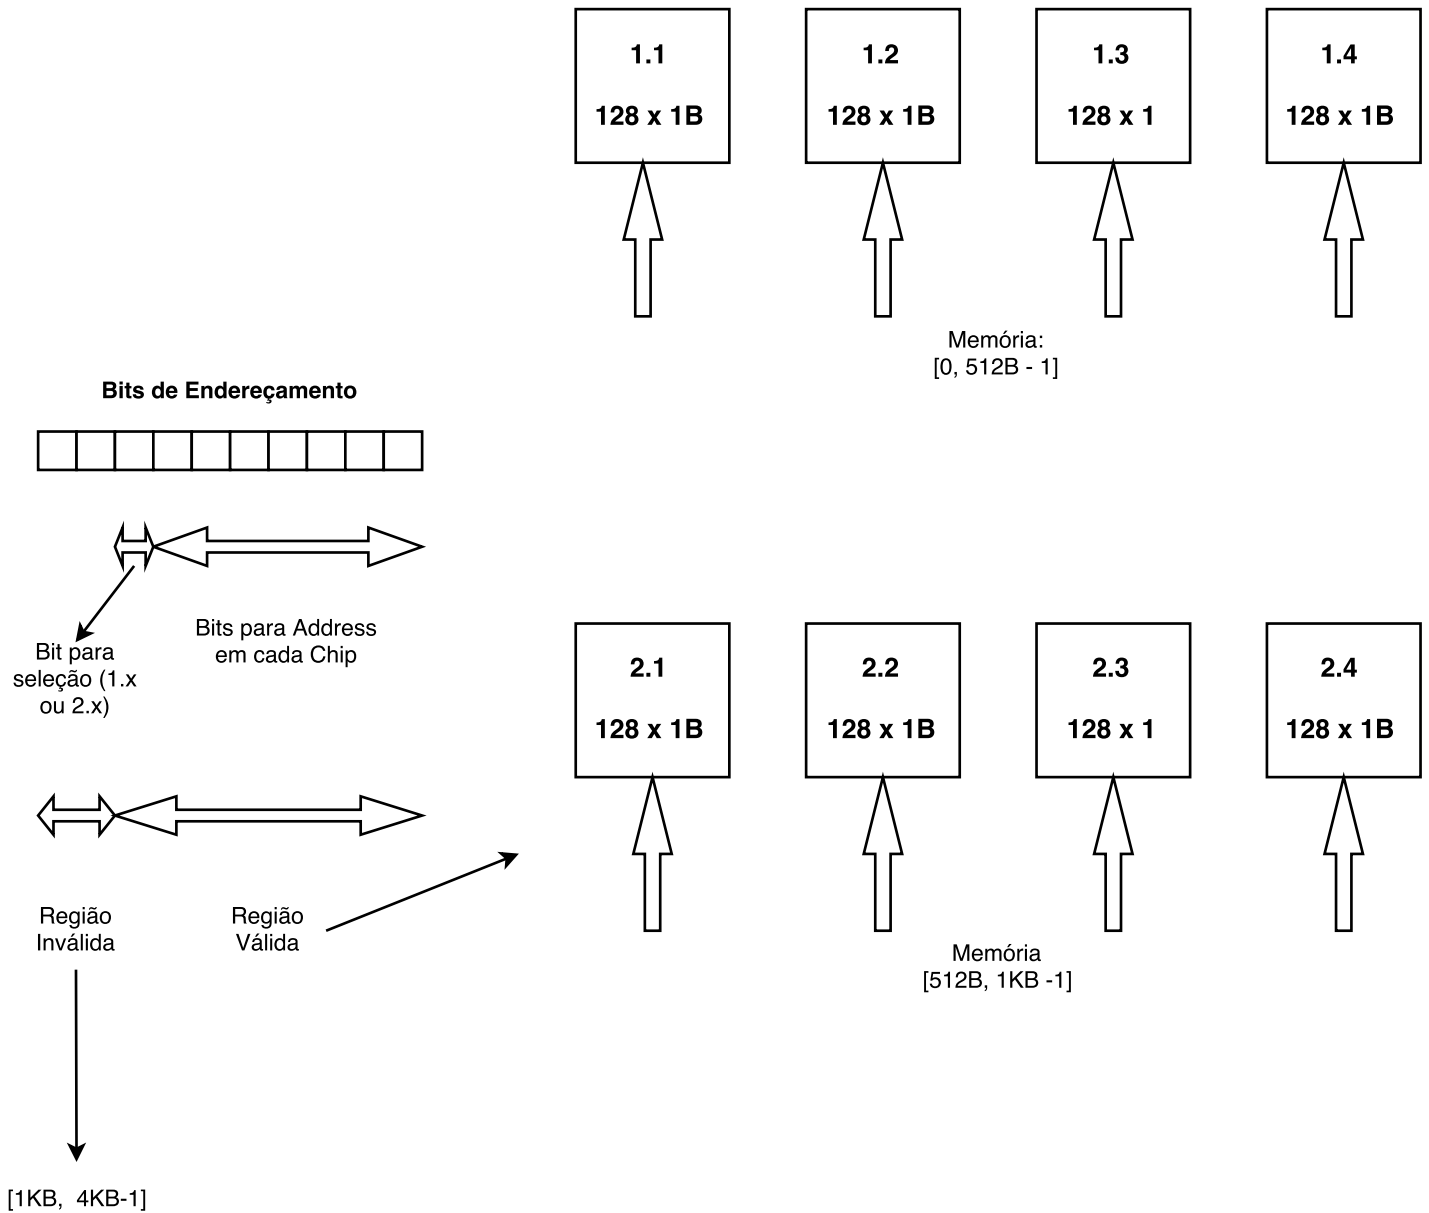 1.1
128 x 1B
1.2
128 x 1B
1.3
128 x 1
1.4
128 x 1B
Memória:
[0, 512B - 1]
Bits de Endereçamento
Bits para Address
em cada Chip
Bit para
seleção (1.x
ou 2.x)
2.1
128 x 1B
2.2
128 x 1B
2.3
128 x 1
2.4
128 x 1B
Região
Inválida
Região
Válida
Memória
[512B, 1KB -1]
[1KB,  4KB-1]